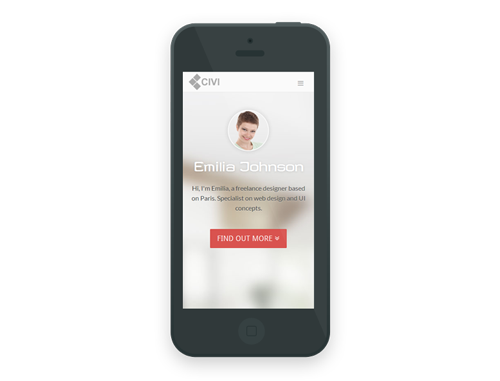 CIVI
Emilia Johnson
Hi, I'm Emilia, a freelance designer based
on Paris. Specialist on web design and UI
concepts.
FIND OUT MORE